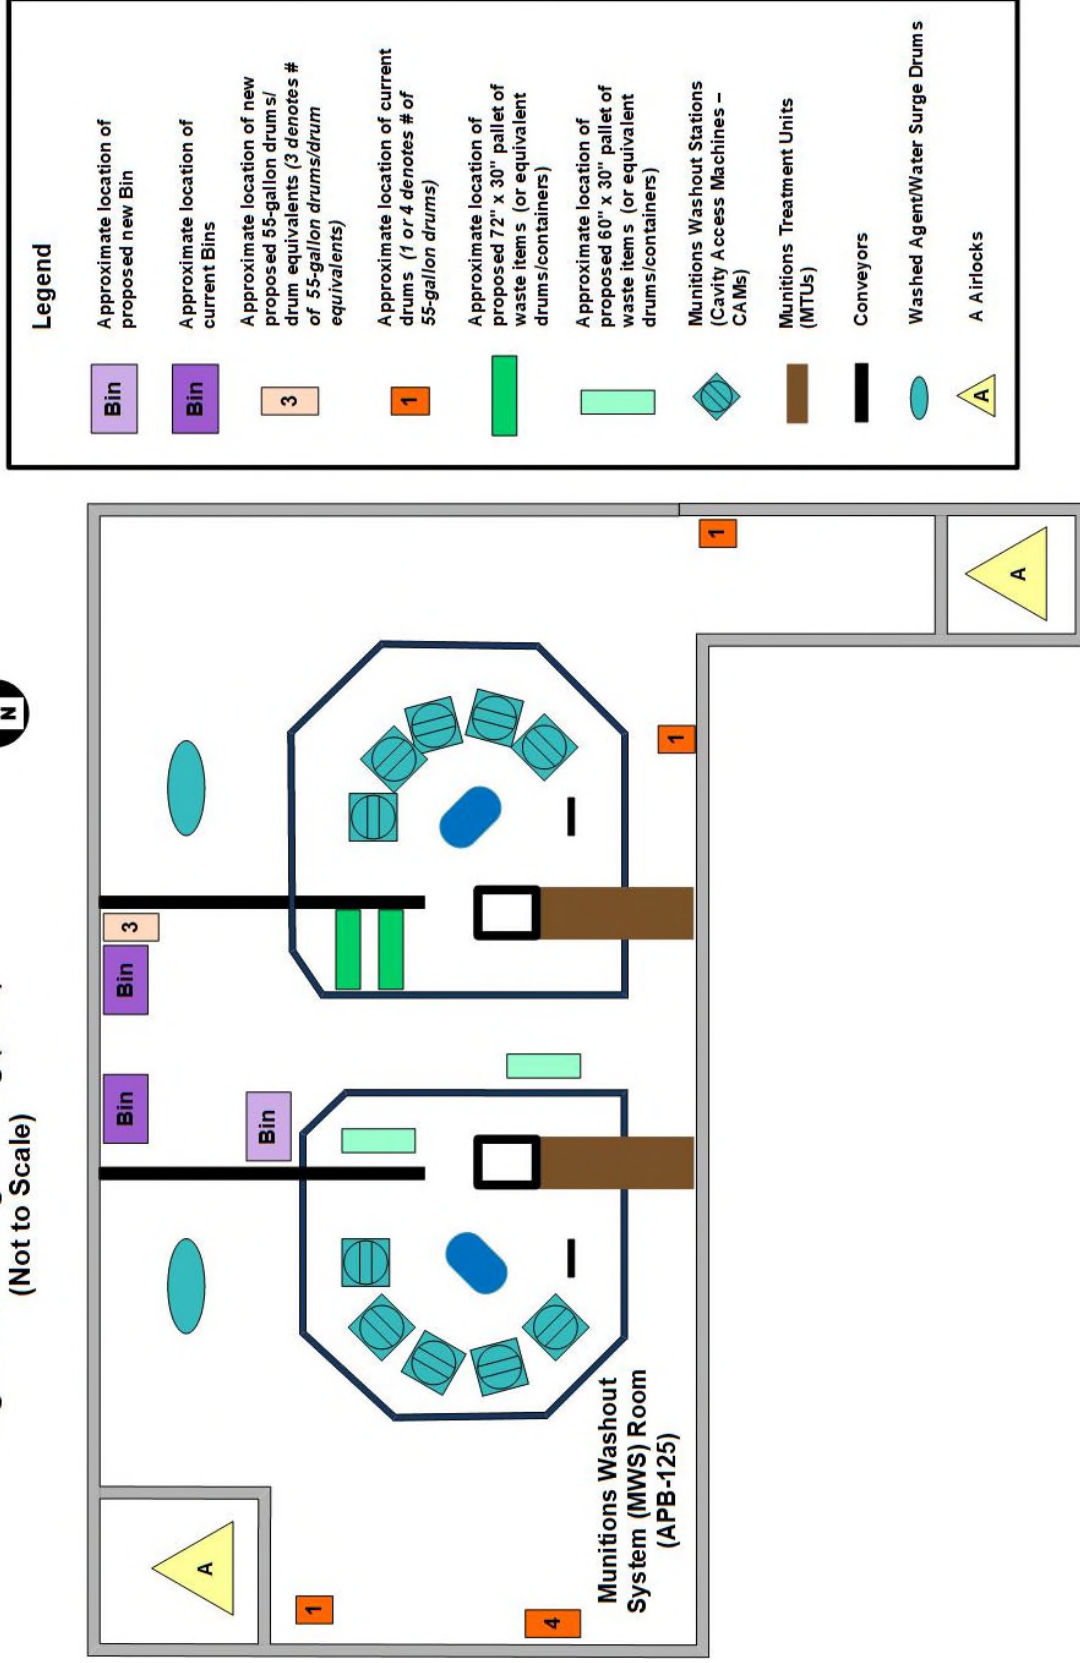 N
(Not to Scale)
Bin
Bin
3
Bin
A
1
4
1
1
A
Munitions Washout
System (MWS) Room
(APB-125)
Legend
Bin
Approximate location of
proposed new Bin
Bin
Approximate location of
current Bins
3
Approximate location of new
proposed 55-gallon drums/
drum equivalents (3 denotes #
of 55-gallon drums/drum
equivalents)
1
Approximate location of current
drums (1 or 4 denotes # of
55-gallon drums)
Approximate location of
proposed 72" x 30" pallet of
waste items (or equivalent
drums/containers)
Approximate location of
proposed 60" x 30" pallet of
waste items (or equivalent
drums/containers)
Munitions Washout Stations
(Cavity Access Machines –
CAMs)
Munitions Treatment Units
(MTUs)
Conveyors
Washed Agent/Water Surge Drums
A
A Airlocks